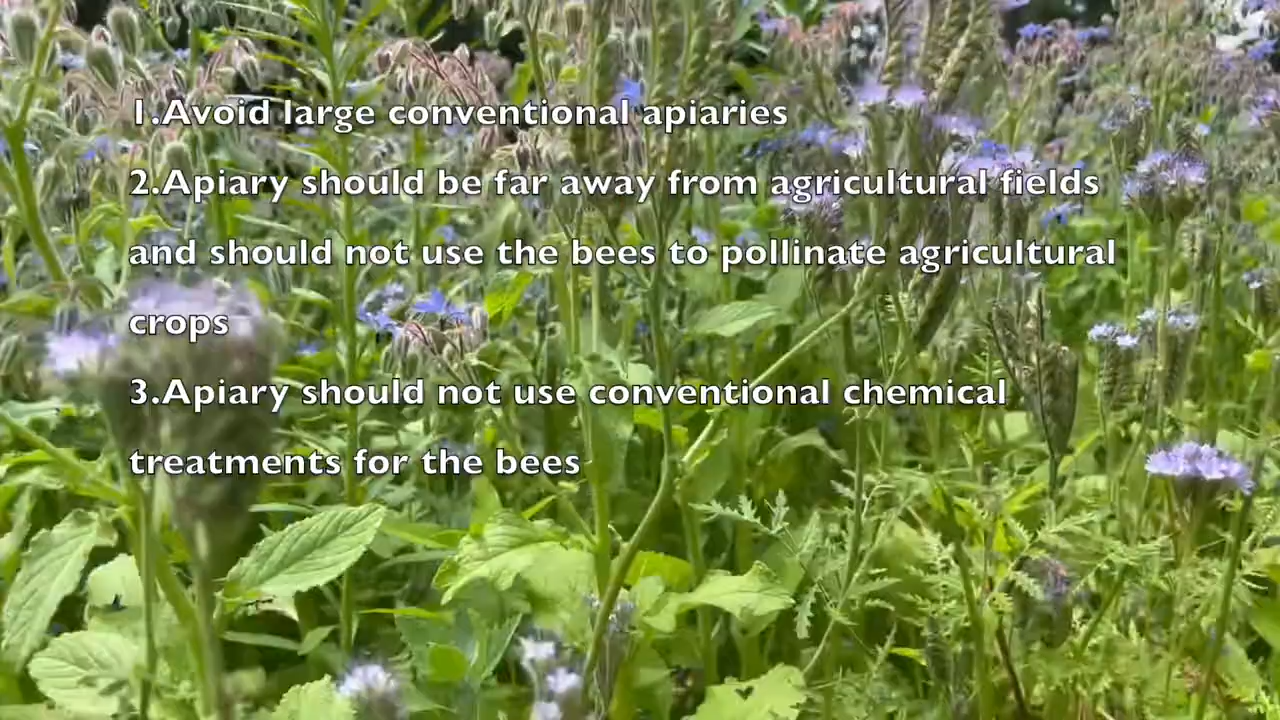 1.Avoid large conventional apiaries
2.Apiary should be far away from agricultural fields
and should not use the bees to pollinate agricultural
crops
3.Apiary should not use conventional chemical
treatments for the bees